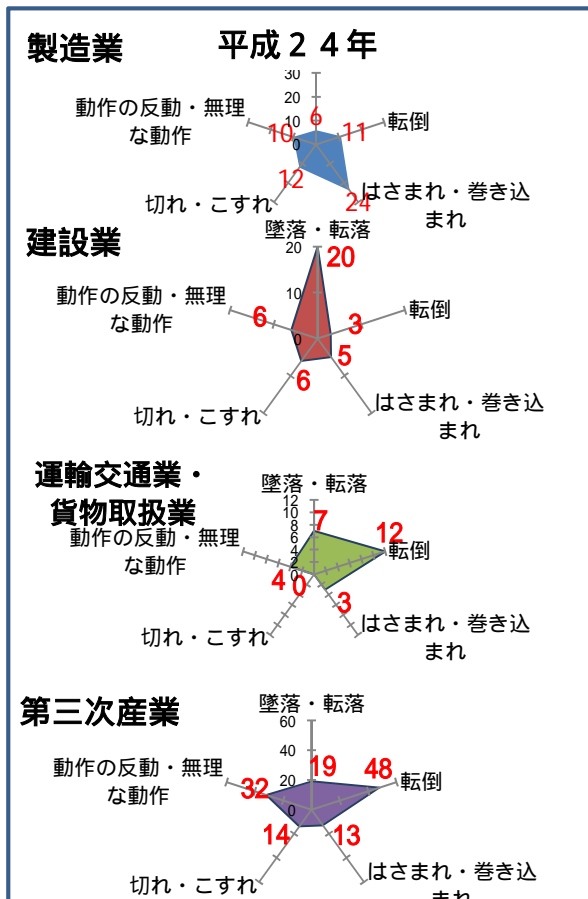 製造業
平成２４年
30
20
10
0
6
11
24
12
10
転倒
はさまれ・巻き込
まれ
切れ・こすれ
動作の反動・無理
な動作
建設業
墜落・転落
20
10
0
20
3
5
6
6
転倒
はさまれ・巻き込
まれ
切れ・こすれ
動作の反動・無理
な動作
運輸交通業・
貨物取扱業
墜落・転落
12
10
8
6
4
2
0
7
12
3
0
4
転倒
はさまれ・巻き込
まれ
切れ・こすれ
動作の反動・無理
な動作
第三次産業
墜落・転落
60
40
20
0
19
48
13
14
32
転倒
はさまれ・巻き込
まれ
切れ・こすれ
動作の反動・無理
な動作